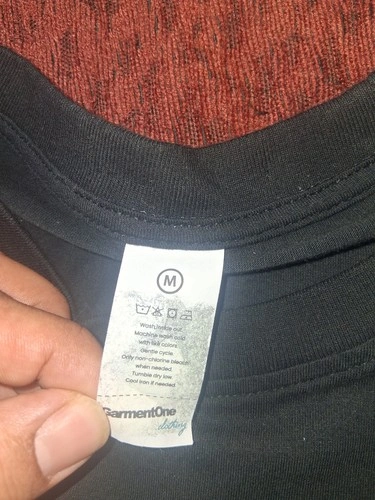 M
Wash inside out
Machine wash cold
with like colors
Gentle cycle
Only non-chlorine bleach
when needed
Tumble dry low.
Cool iron if needed
GarmentOne
clothing